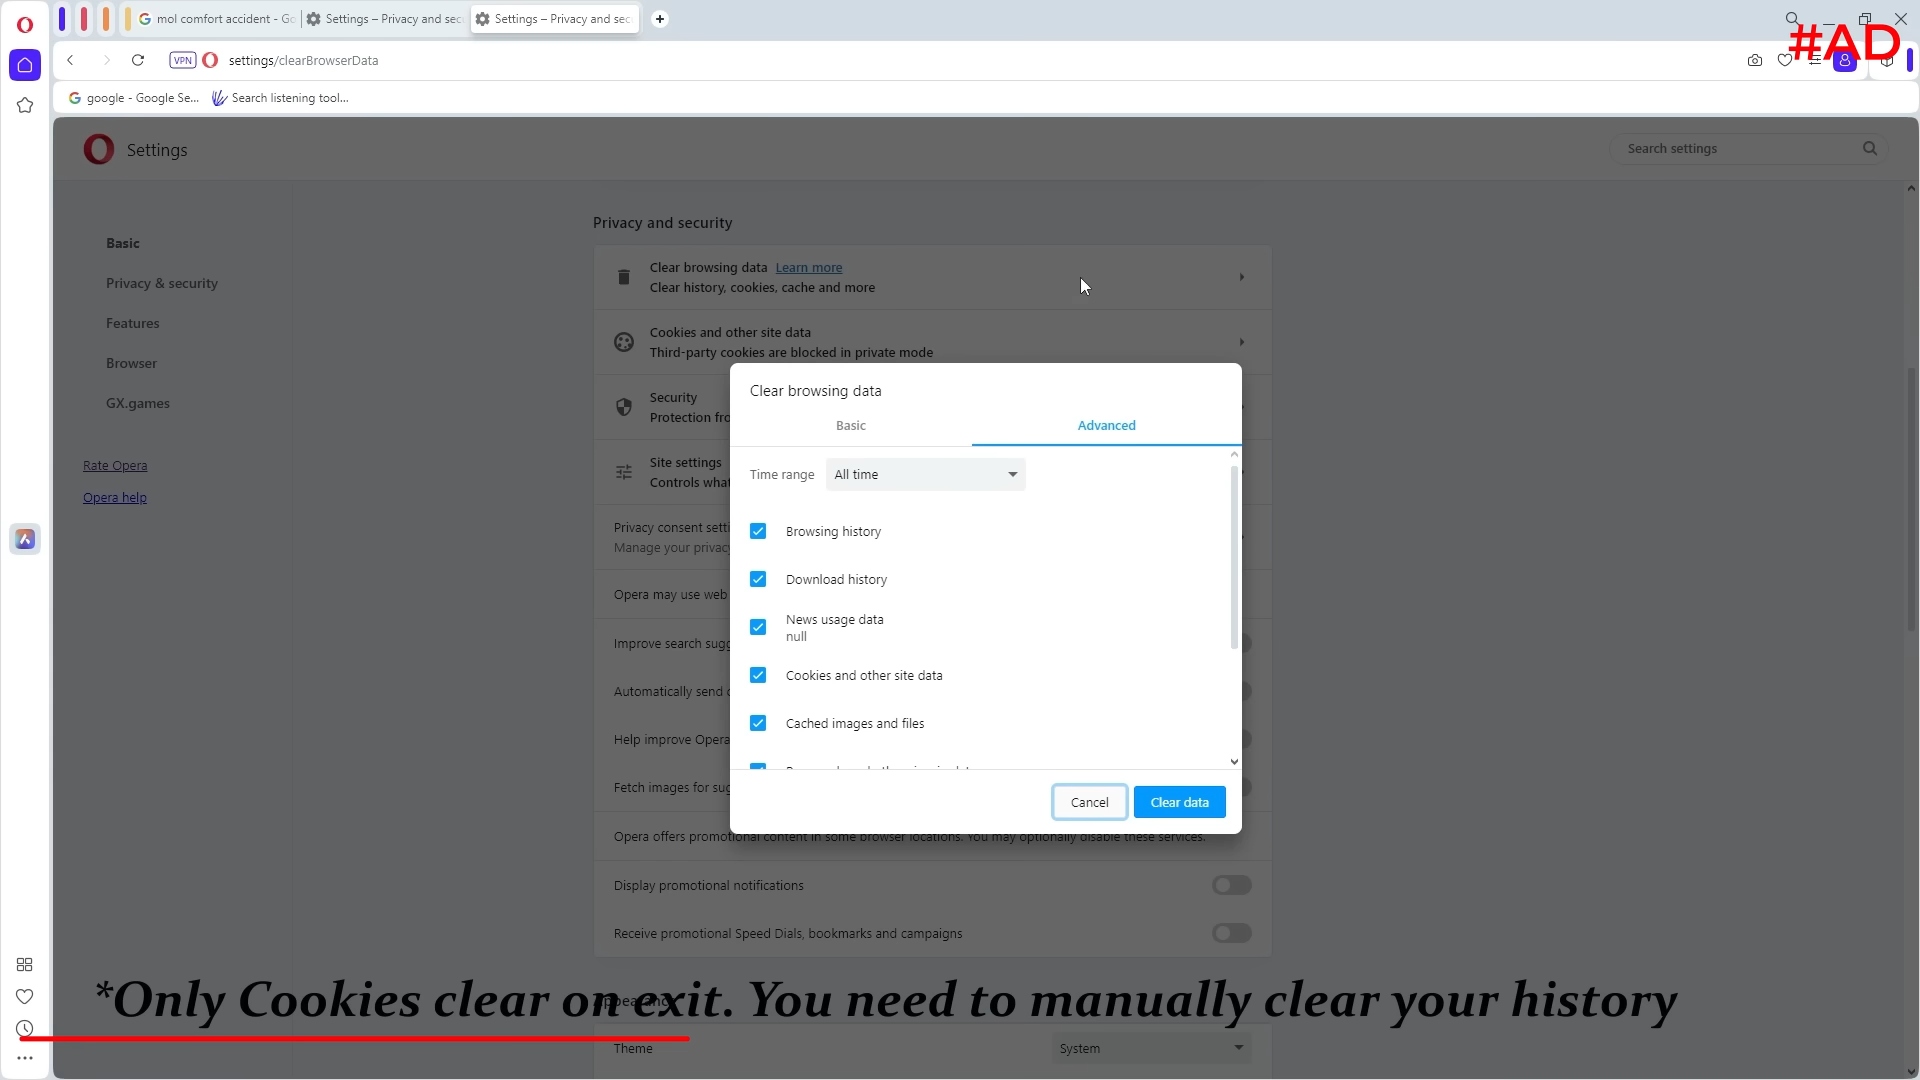 mol comfort accident - Go
Settings – Privacy and sec
Settings – Privacy and sec
#AD
VPN
settings/clearBrowserData
google - Google Se...
Search listening tool...
Settings
Search settings
Basic
Privacy & security
Features
Browser
GX.games
Rate Opera
Opera help
Privacy and security
Clear browsing data Learn more
Clear history, cookies, cache and more
Cookies and other site data
Third-party cookies are blocked in private mode
Security
Protection fro
Site settings
Controls what
Privacy consent setti
Manage your privacy
Opera may use web
Improve search sugg
Automatically send
Help improve Opera
Fetch images for sug
Opera offers promotional content in some browser locations. You may optionally disable these services.
Display promotional notifications
Receive promotional Speed Dials, bookmarks and campaigns
Appearance
Theme
System
Clear browsing data
Basic
Advanced
Time range
All time
Browsing history
Download history
News usage data
null
Cookies and other site data
Cached images and files
Cancel
Clear data
*Only Cookies clear on exit. You need to manually clear your history